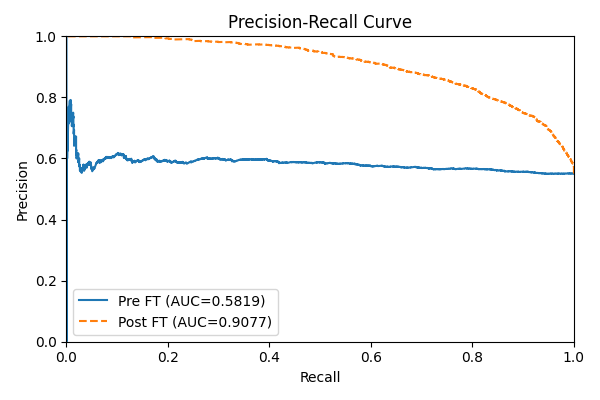 Precision-Recall Curve
1.0
0.8
0.6
0.4
0.2
0.0
Precision
Pre FT (AUC=0.5819)
Post FT (AUC=0.9077)
0.0 0.2 0.4 0.6 0.8 1.0
Recall